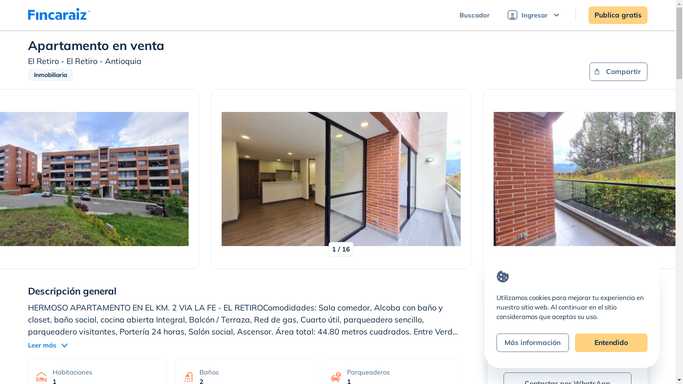 Fincaraiz
Buscador
Ingresar
Publica gratis
Apartamento en venta
El Retiro - El Retiro - Antioquia
Inmobiliaria
Compartir
1 / 16
Descripción general
HERMOSO APARTAMENTO EN EL KM. 2 VIA LA FE - EL RETIROComodidades: Sala comedor, Alcoba con baño y
closet, baño social, cocina abierta Integral, Balcón / Terraza, Red de gas, Cuarto útil, parqueadero sencillo,
parqueadero visitantes, Portería 24 horas, Salón social, Ascensor. Área total: 44.80 metros cuadrados. Entre Verd...
Leer más
Habitaciones
1
Baños
2
Parqueaderos
1
Utilizamos cookies para mejorar tu experiencia en
nuestro sitio web. Al continuar en el sitio
consideramos que aceptas su uso.
Más información
Entendido
Contactar por WhatsApp